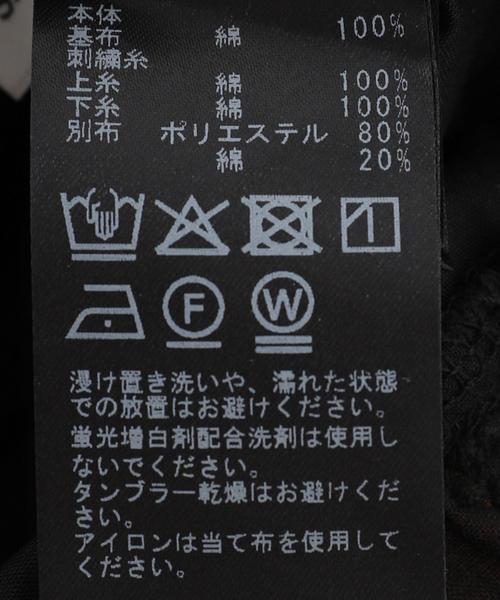 本体
基布 綿 100%
刺繍糸
上糸 綿 100%
下糸 綿 100%
別布 ポリエステル 80%
綿 20%
F W
浸け置き洗いや、濡れた状態
での放置はお避けください。
蛍光増白剤配合洗剤は使用し
ないでください。
タンブラー乾燥はお避けくだ
さい。
アイロンは当て布を使用して
ください。